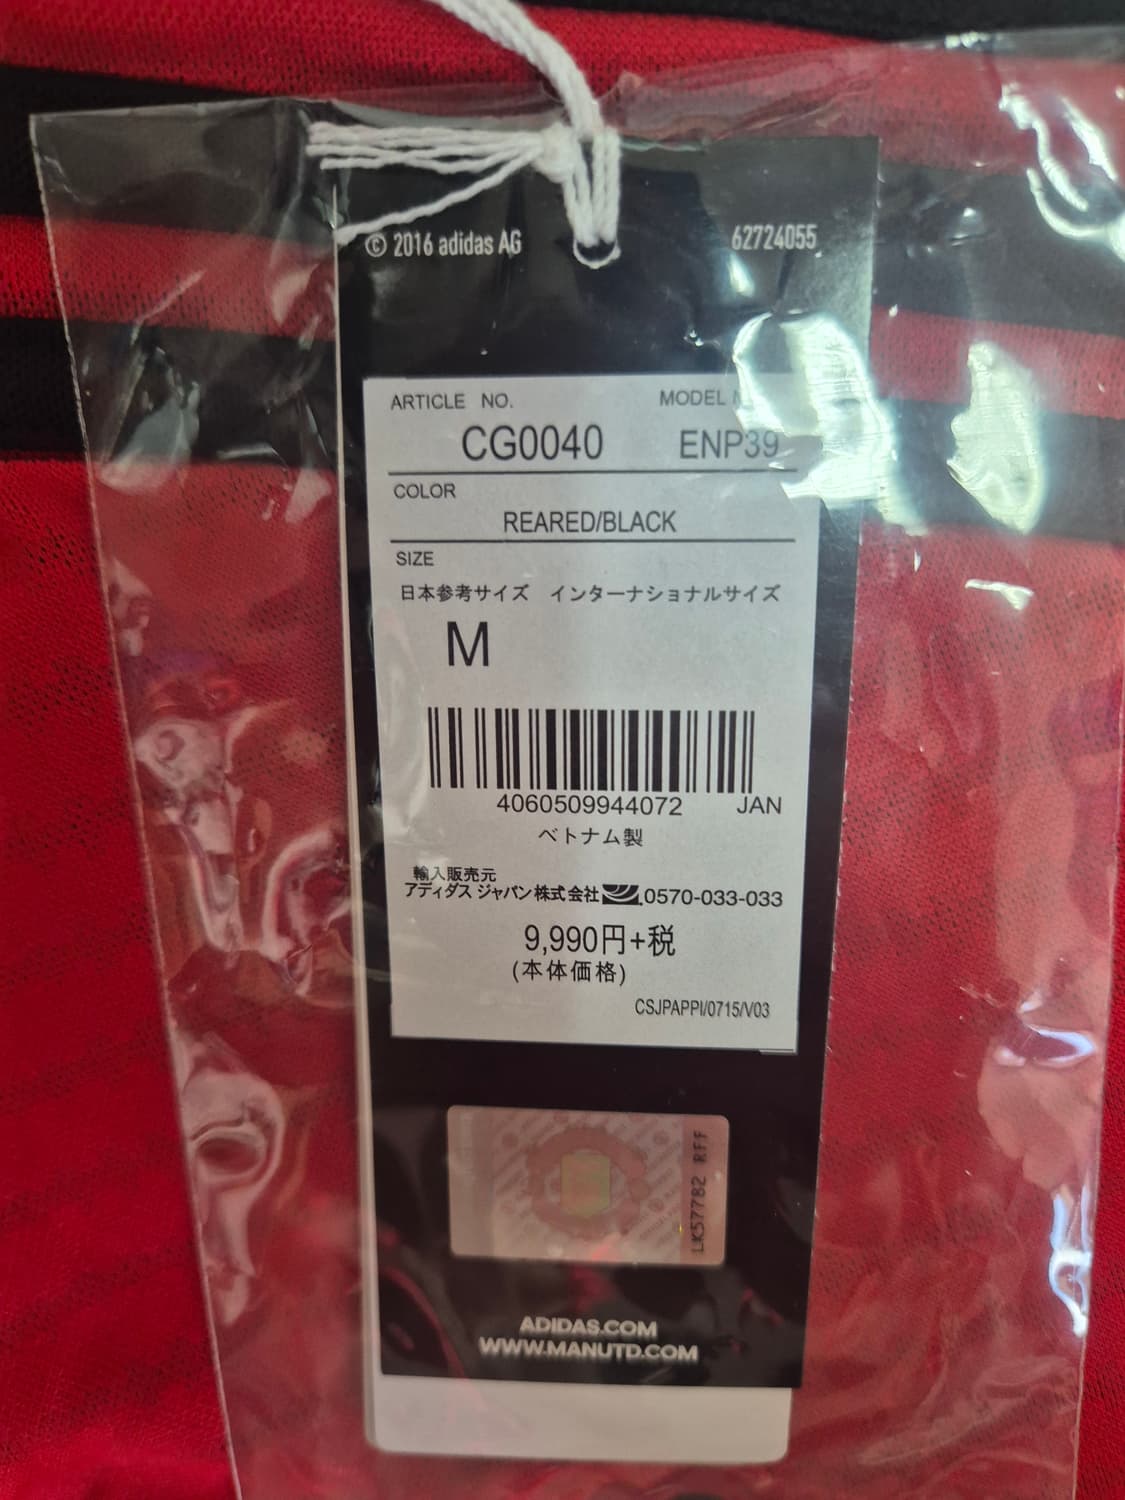 © 2016 adidas AG
62724055
ARTICLE NO.
MODEL
CG0040
ENP39
COLOR
REARED/BLACK
SIZE
日本参考サイズ インターナショナルサイズ
M
4060509944072 JAN
ベトナム製
輸入販売元
アディダス ジャパン株式会社 0570-033-033
9,990円+税
(本体価格)
CSJPAPPI/0715/V03
LK57782 RFF
ADIDAS.COM
WWW.MANUTD.COM